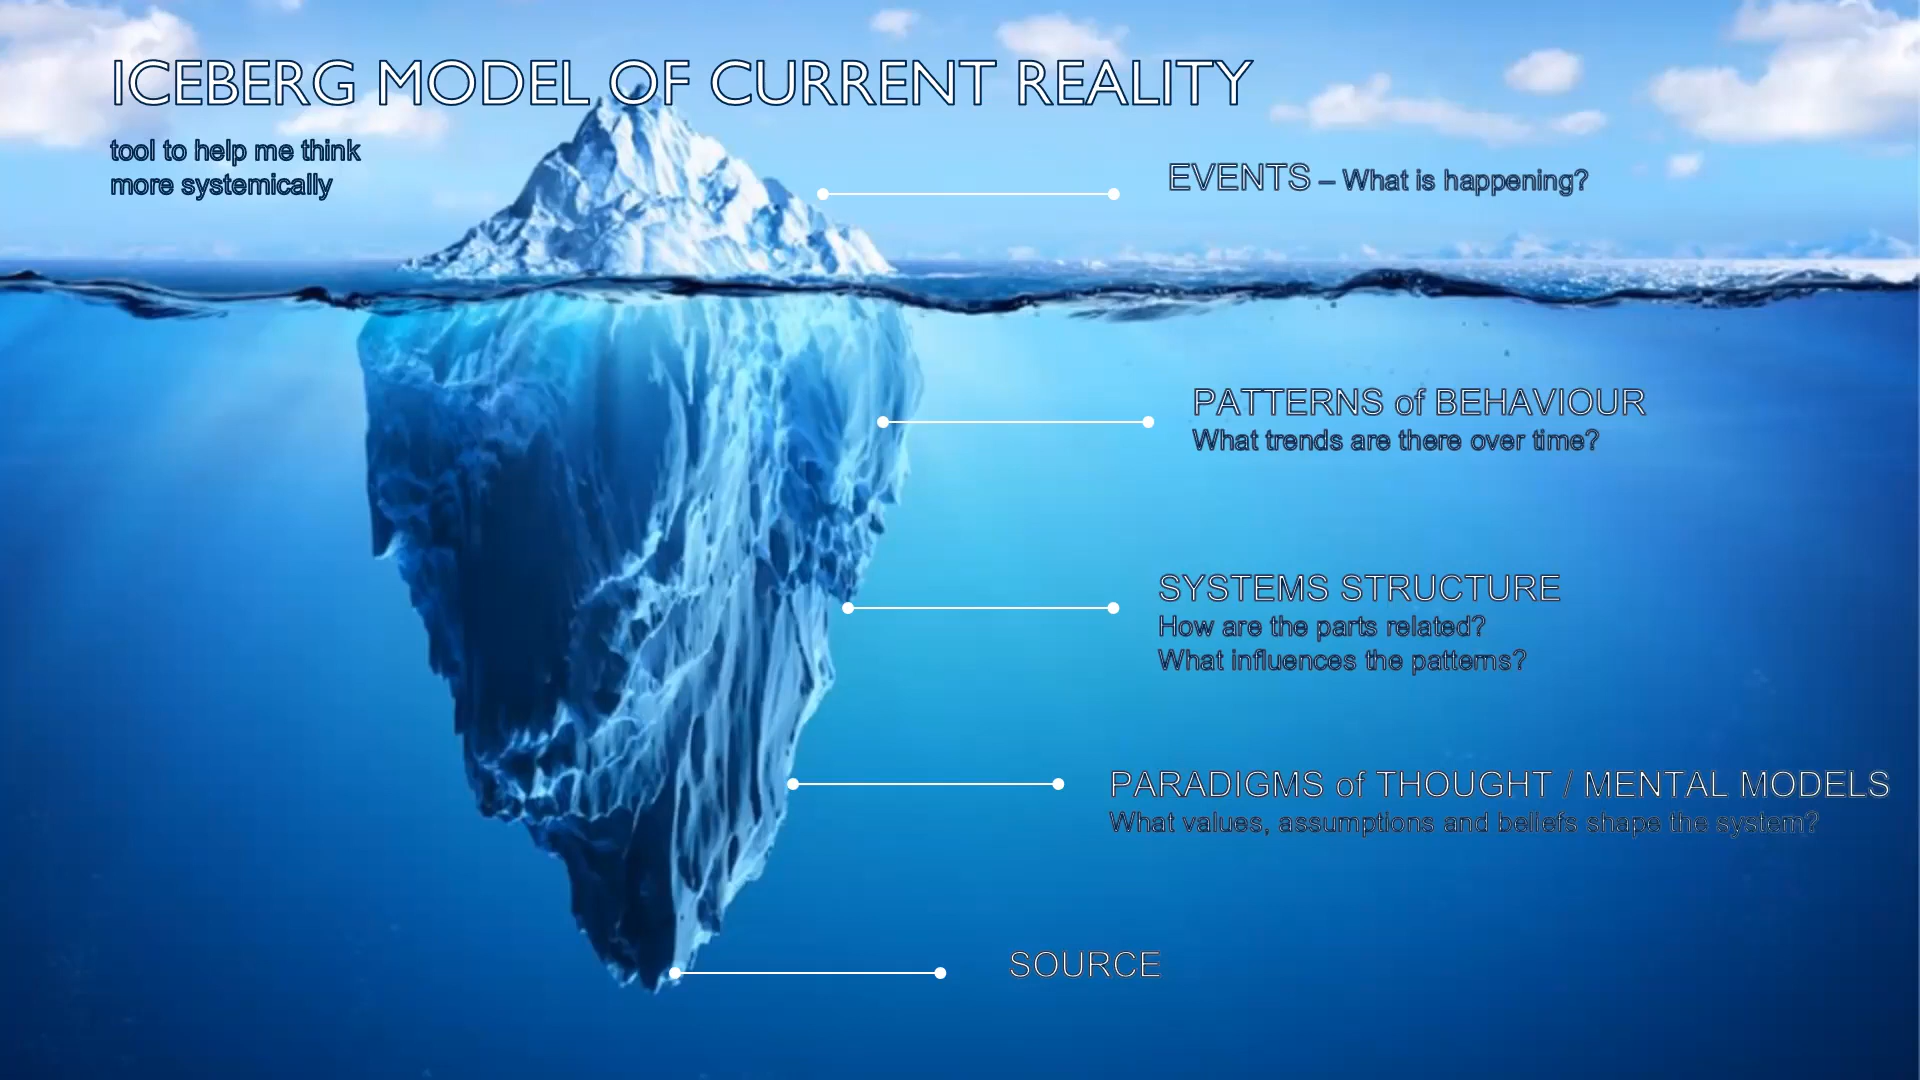 ICEBERG MODEL OF CURRENT REALITY
tool to help me think
more systemically
EVENTS – What is happening?
PATTERNS of BEHAVIOUR
What trends are there over time?
SYSTEMS STRUCTURE
How are the parts related?
What influences the patterns?
PARADIGMS of THOUGHT / MENTAL MODELS
What values, assumptions and beliefs shape the system?
SOURCE